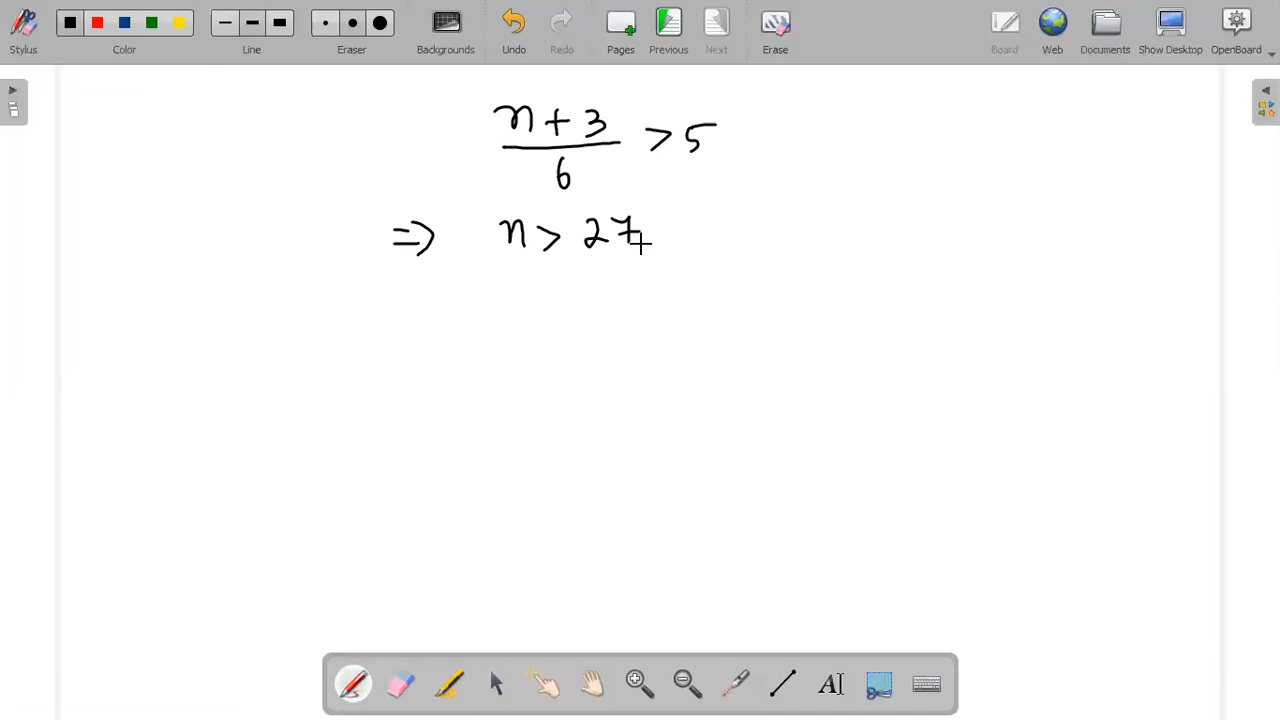 Stylus Color Line Eraser Backgrounds Undo Redo Pages Previous Next Erase Board Web Documents Show Desktop OpenBoard
n + 3
6
> 5
⇒ n > 27
AI